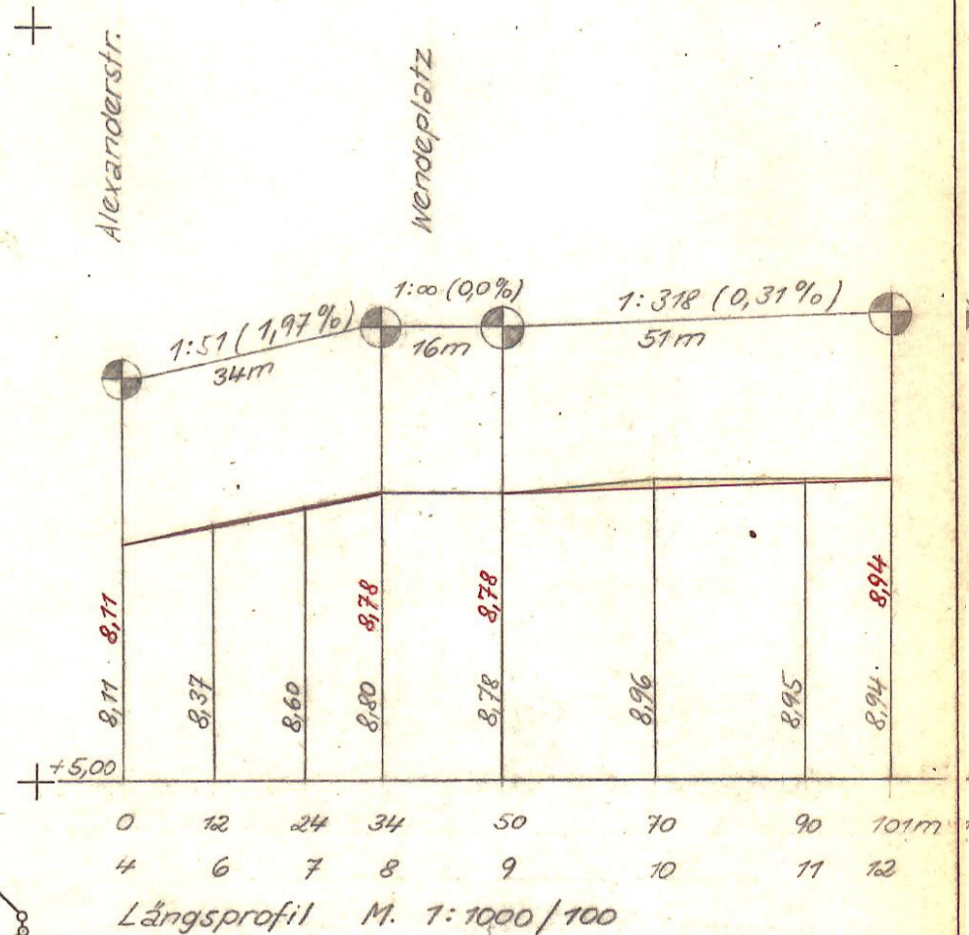 Alexanderstr.
Wendeplatz
1:51 (1,97%)
34m
1:∞ (0,0%)
16m
1:318 (0,31%)
51m
8,11 8,11
8,37
8,60
8,80 8,78
8,78 8,78
8,96
8,95
8,94 8,94
+5,00
0 12 24 34 50 70 90 101m
4 6 7 8 9 10 11 12
Längsprofil M. 1:1000/100